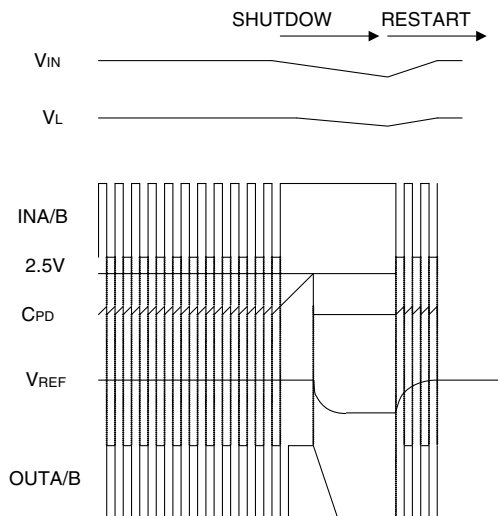 SHUTDOW RESTART
VIN
VL
INA/B
2.5V
CPD
VREF
OUTA/B